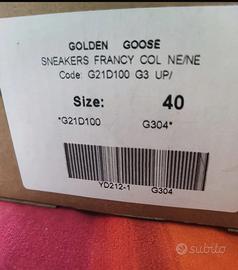 GOLDEN GOOSE
SNEAKERS FRANCY COL NE/NE
Code: G21D100 G3 UP/
Size: 40
*G21D100 G304*
YD212-1 G304
subito